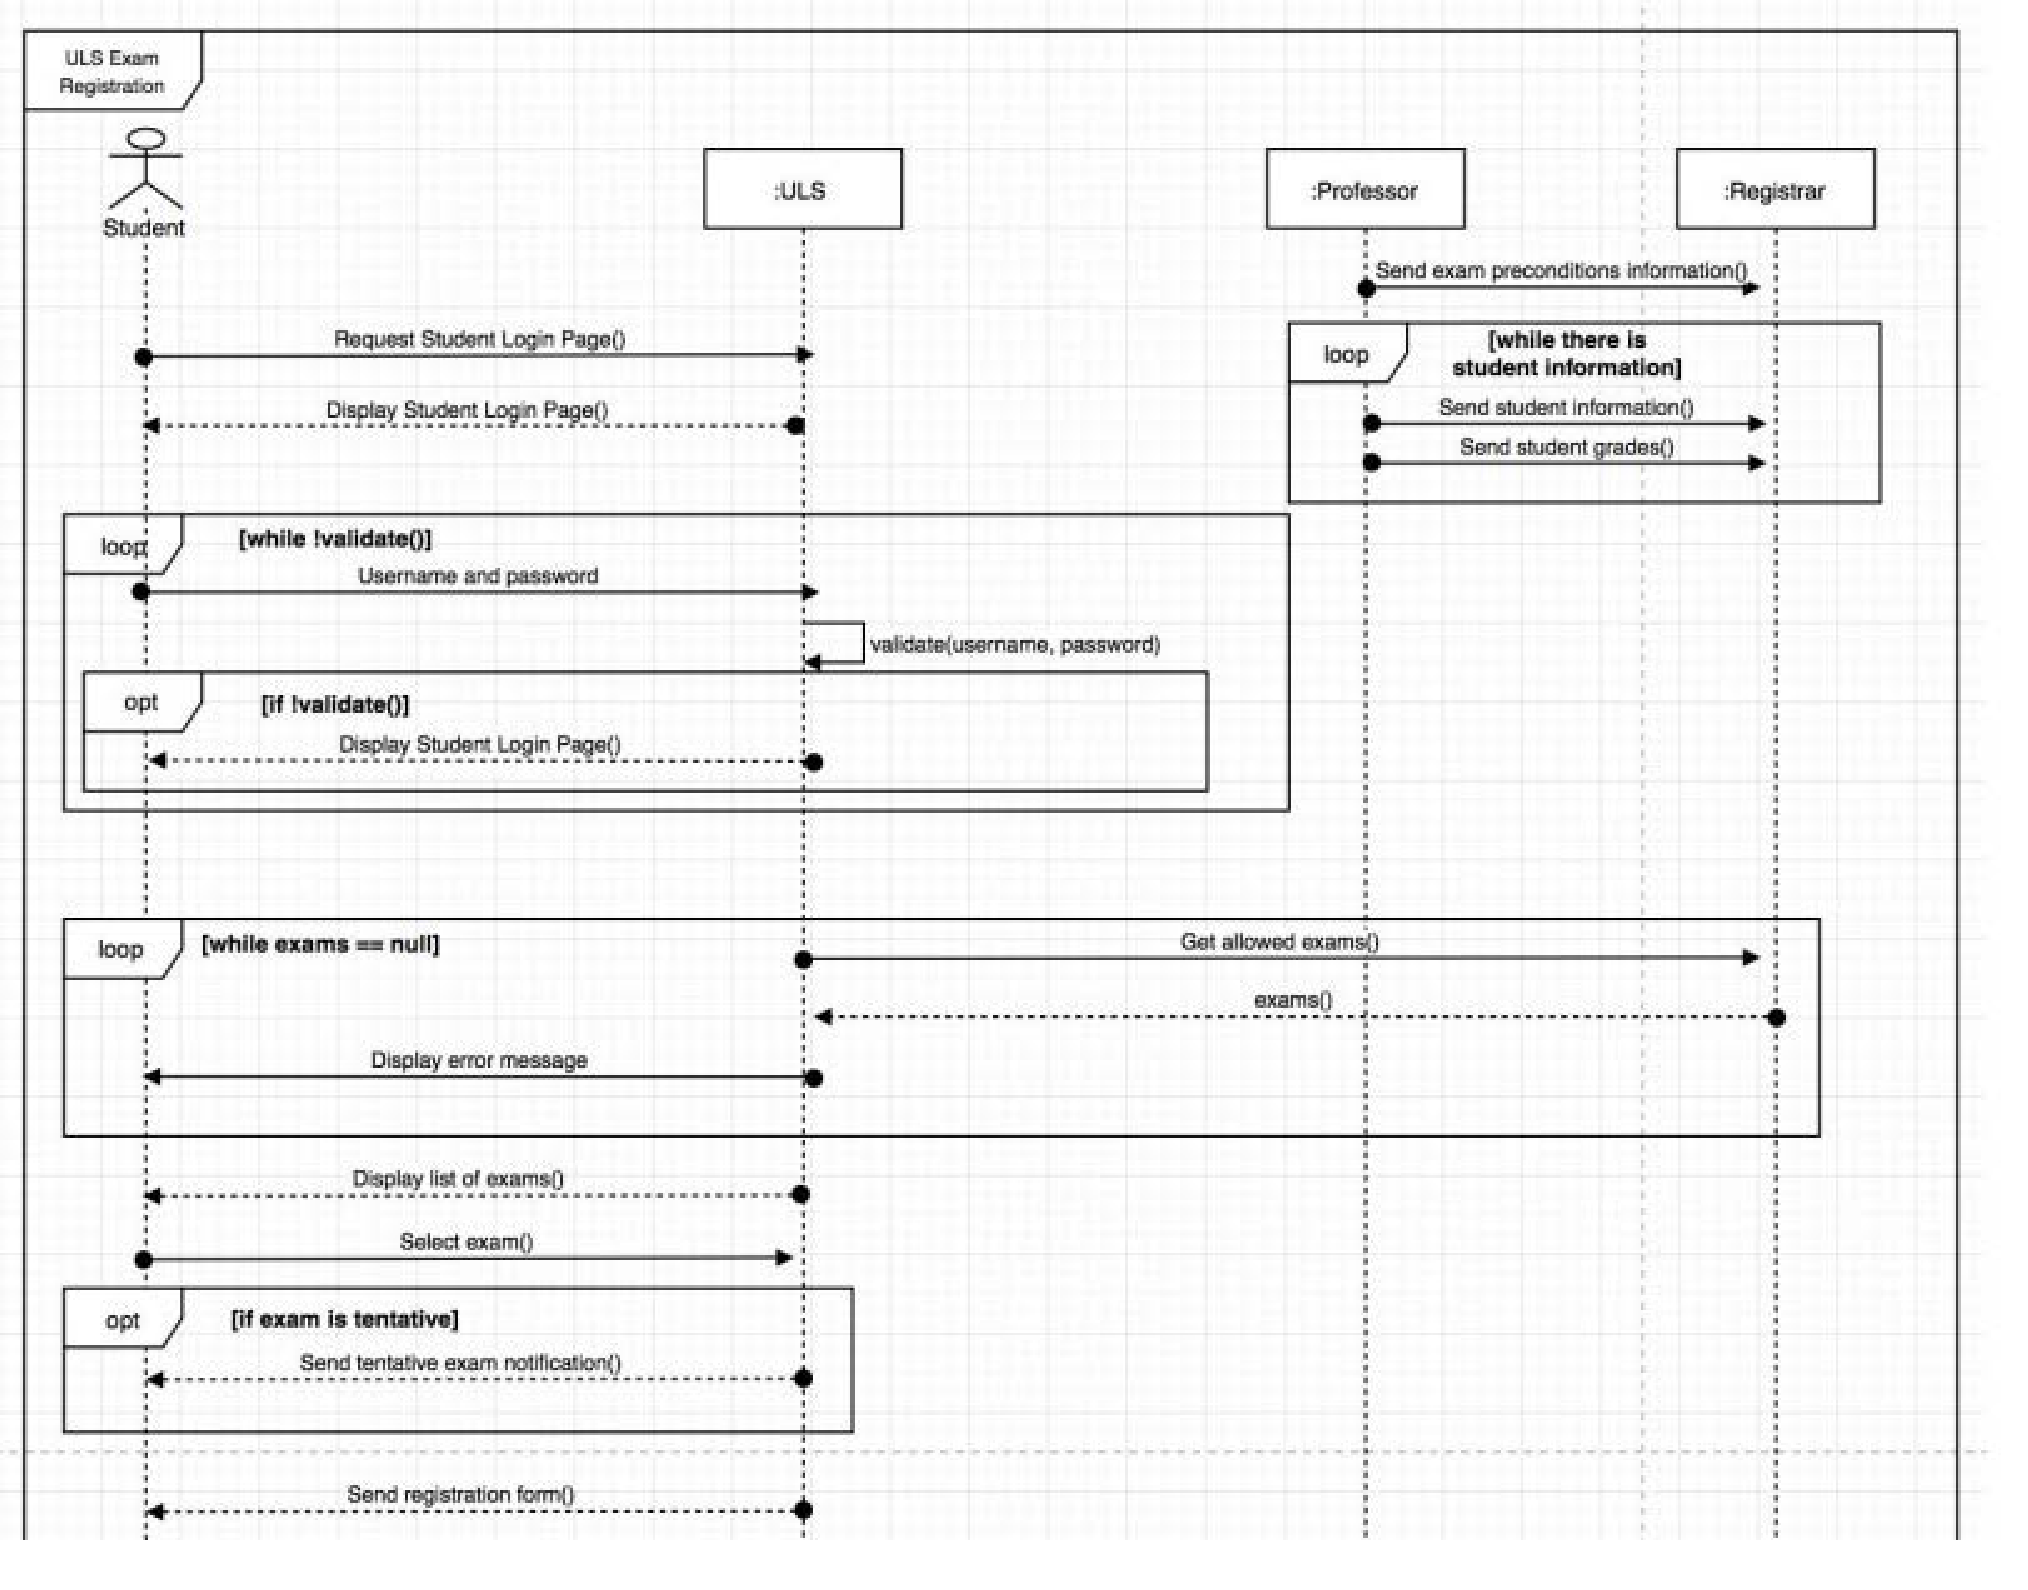 ULS Exam
Registration
Student
:ULS
:Professor
:Registrar
Send exam preconditions information()
Request Student Login Page()
loop
[while there is
student information]
Display Student Login Page()
Send student information()
Send student grades()
loop
[while !validate()]
Username and password
validate(username, password)
opt
[if !validate()]
Display Student Login Page()
loop
[while exams == null]
Get allowed exams()
exams()
Display error message
Display list of exams()
Select exam()
opt
[if exam is tentative]
Send tentative exam notification()
Send registration form()